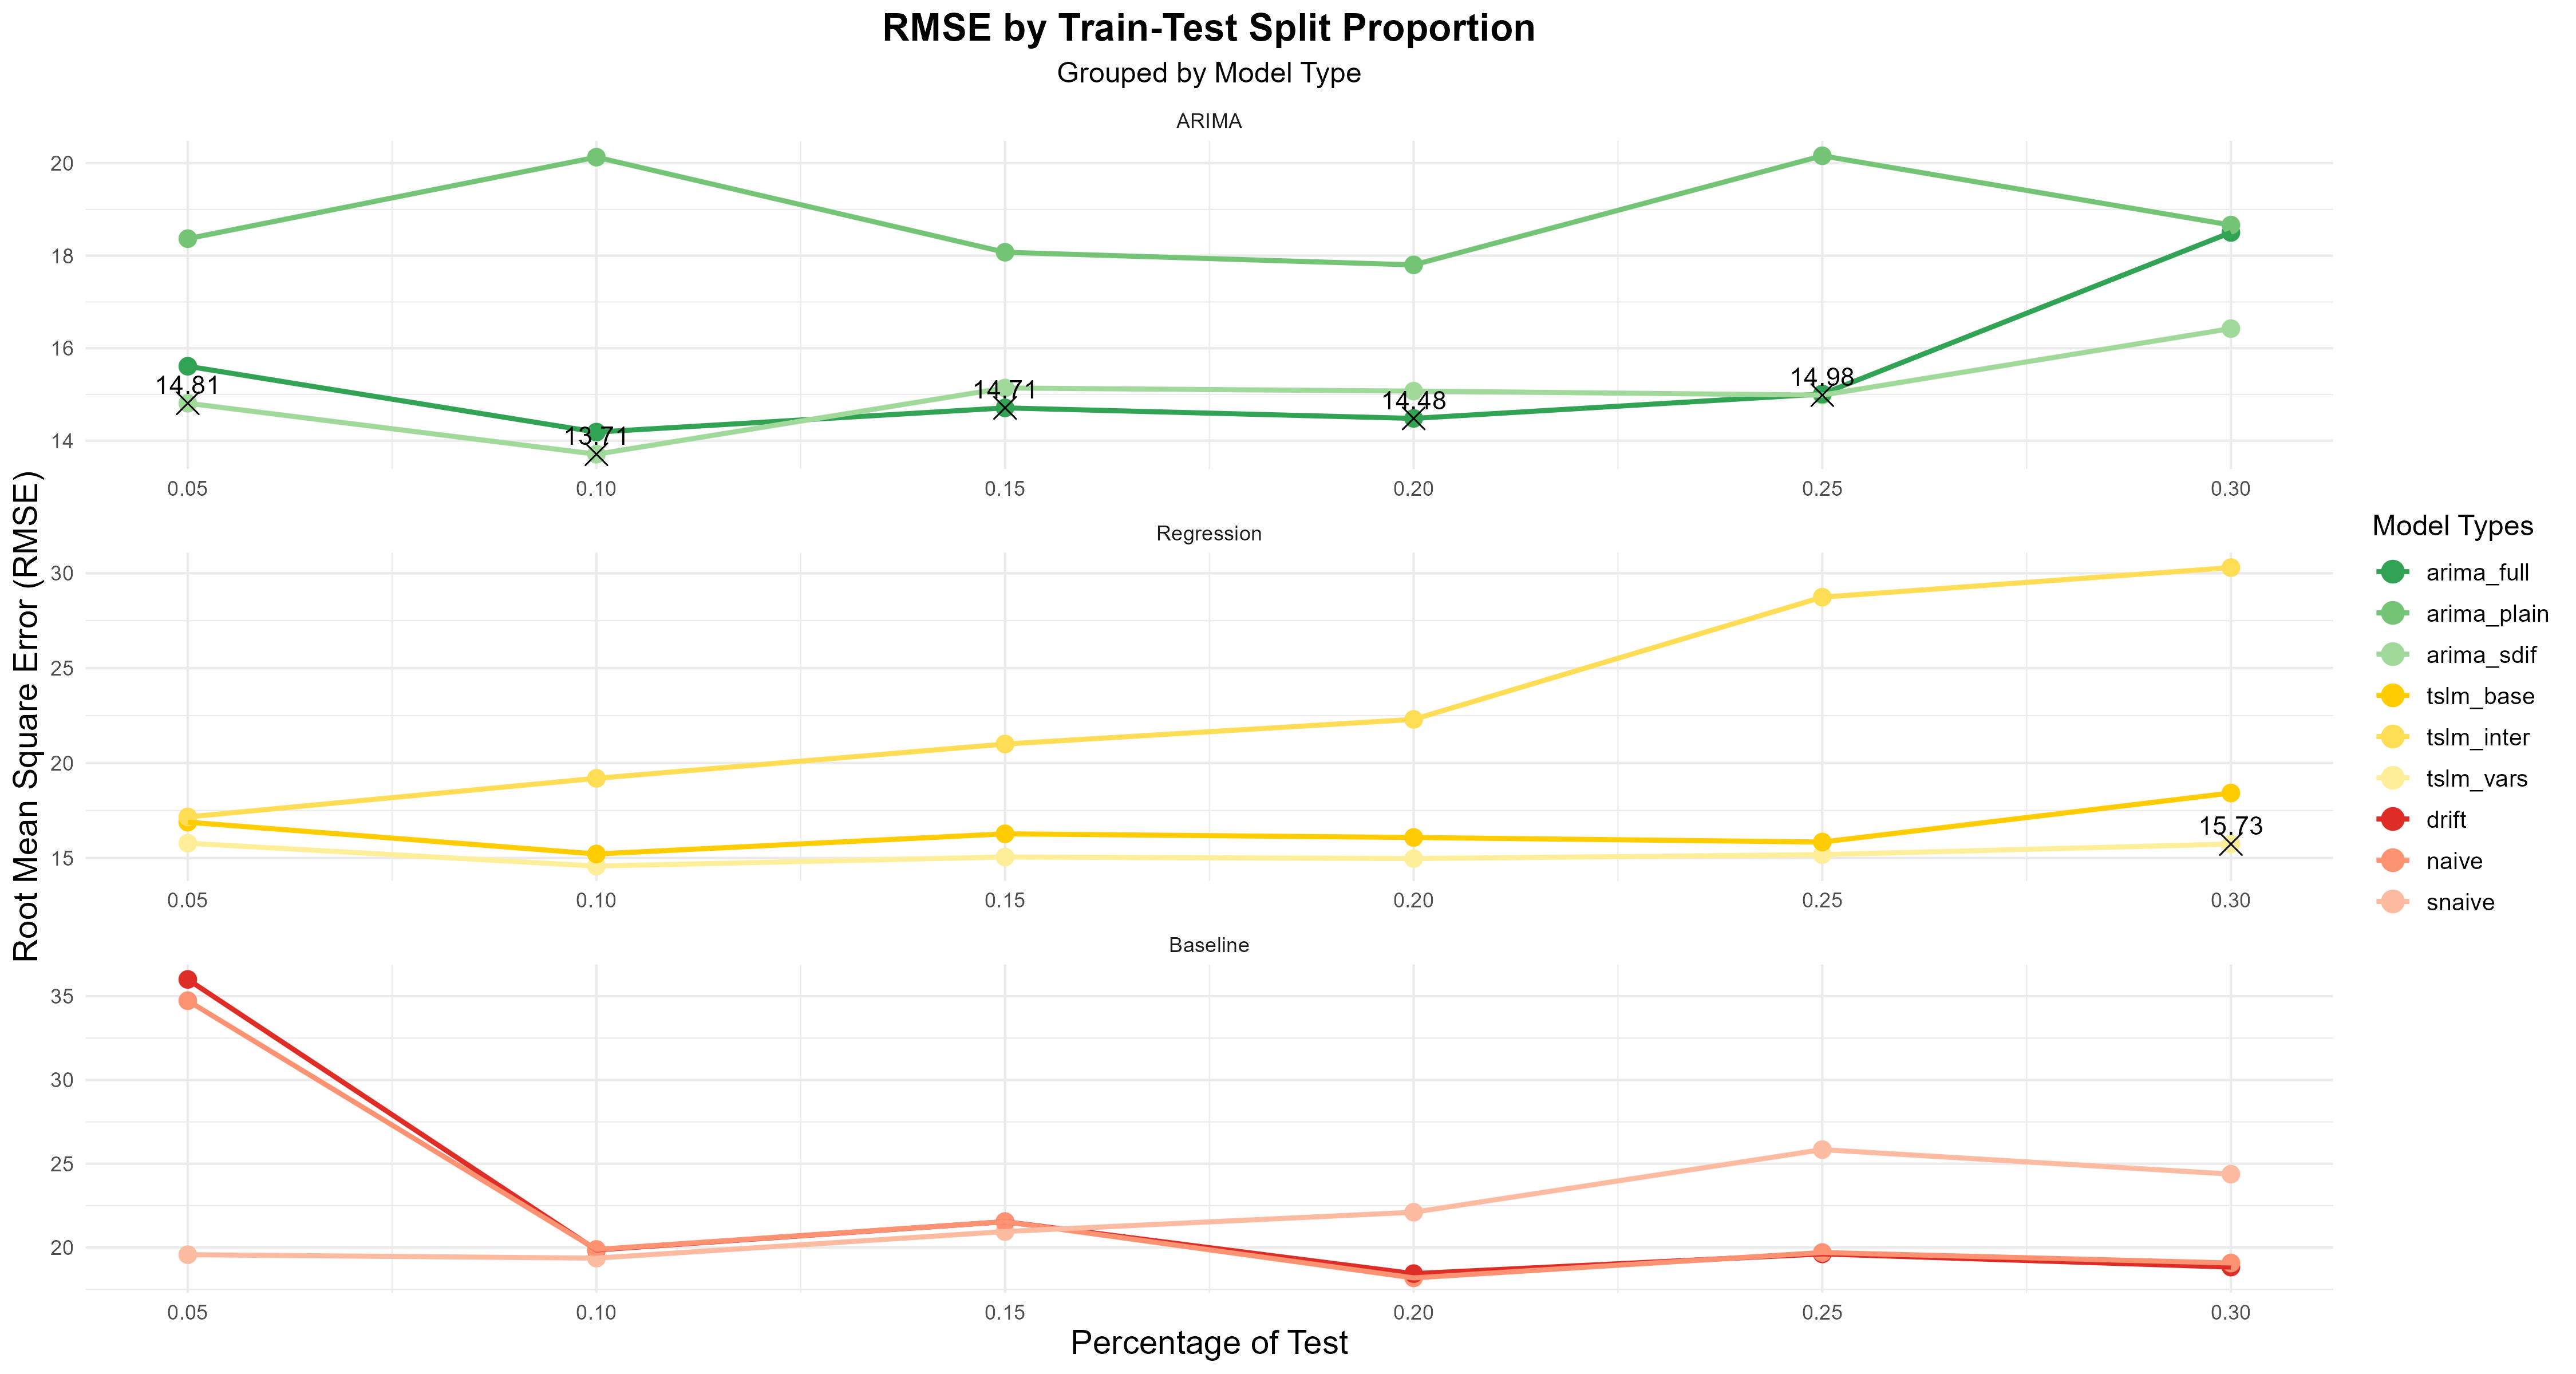 RMSE by Train-Test Split Proportion
Grouped by Model Type
ARIMA
20
18
16
14
14.81
13.71
14.71
14.48
14.98
0.05 0.10 0.15 0.20 0.25 0.30
Regression
30
25
20
15
15.73
0.05 0.10 0.15 0.20 0.25 0.30
Baseline
35
30
25
20
0.05 0.10 0.15 0.20 0.25 0.30
Percentage of Test
Root Mean Square Error (RMSE)
Model Types
arima_full
arima_plain
arima_sdif
tslm_base
tslm_inter
tslm_vars
drift
naive
snaive